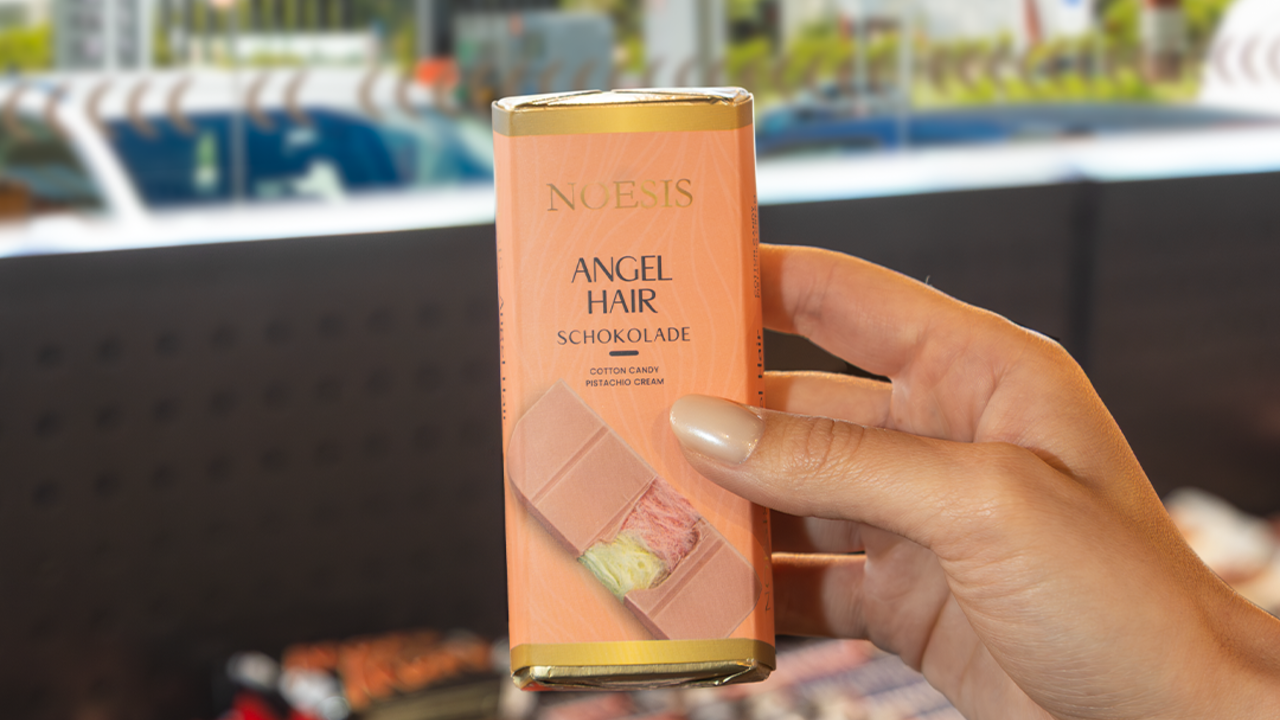 NOESIS
ANGEL
HAIR
SCHOKOLADE
COTTON CANDY
PISTACHIO CREAM